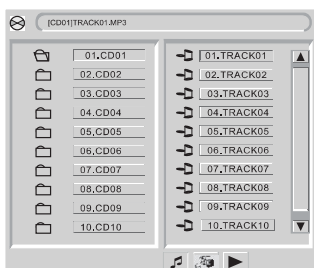 [CD01]TRACK01.MP3
01.CD01
02.CD02
03.CD03
04.CD04
05,CD05
06,CD06
07.CD07
08,CD08
09,CD09
10,CD10
01.TRACK01
02.TRACK02
03.TRACK03
04.TRACK04
05.TRACK05
06.TRACK06
07.TRACK07
08.TRACK08
09.TRACK09
10.TRACK10